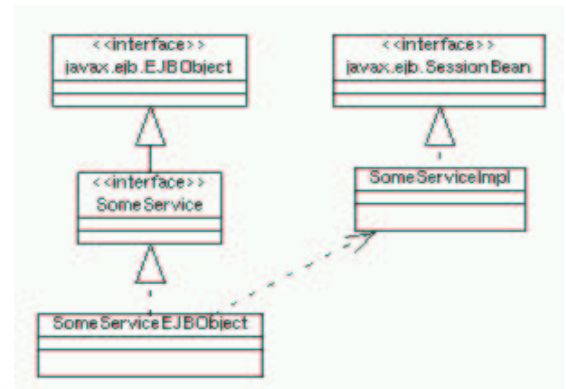 <<interface>>
javax.ejb.EJBObject
<<interface>>
javax.ejb.SessionBean
<<interface>>
SomeService
SomeServiceImpl
SomeServiceEJBObject